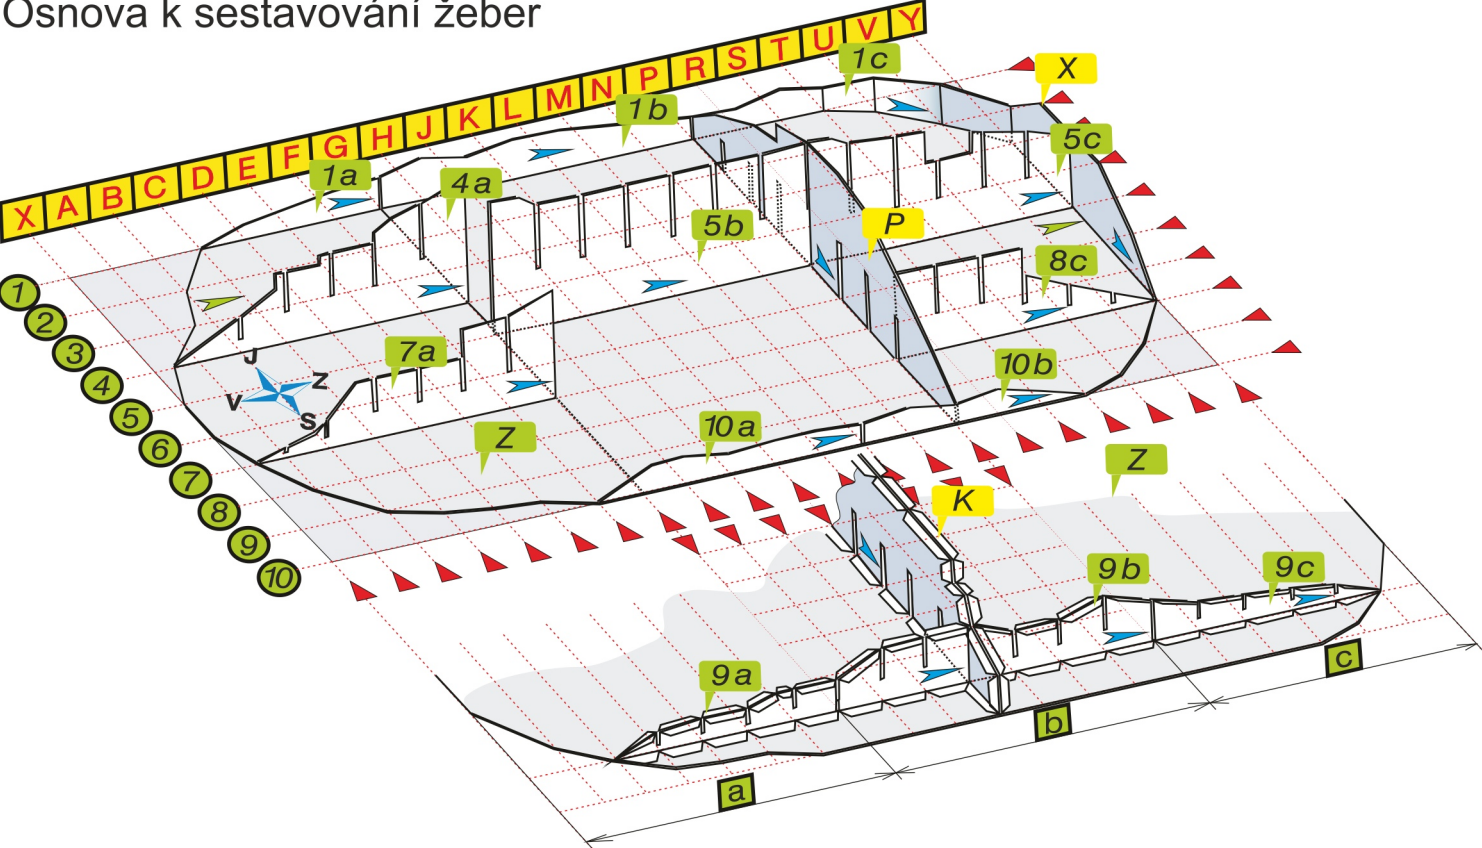 Osnova k sestavování žeber
X A B C D E F G H J K L M N P R S T U V Y
1c
X
1b
5c
1a
4a
5b
P
8c
1
2
3
4
5
6
7
8
9
10
J
Z
V
S
7a
10b
10a
Z
Z
K
9b
9c
9a
c
b
a